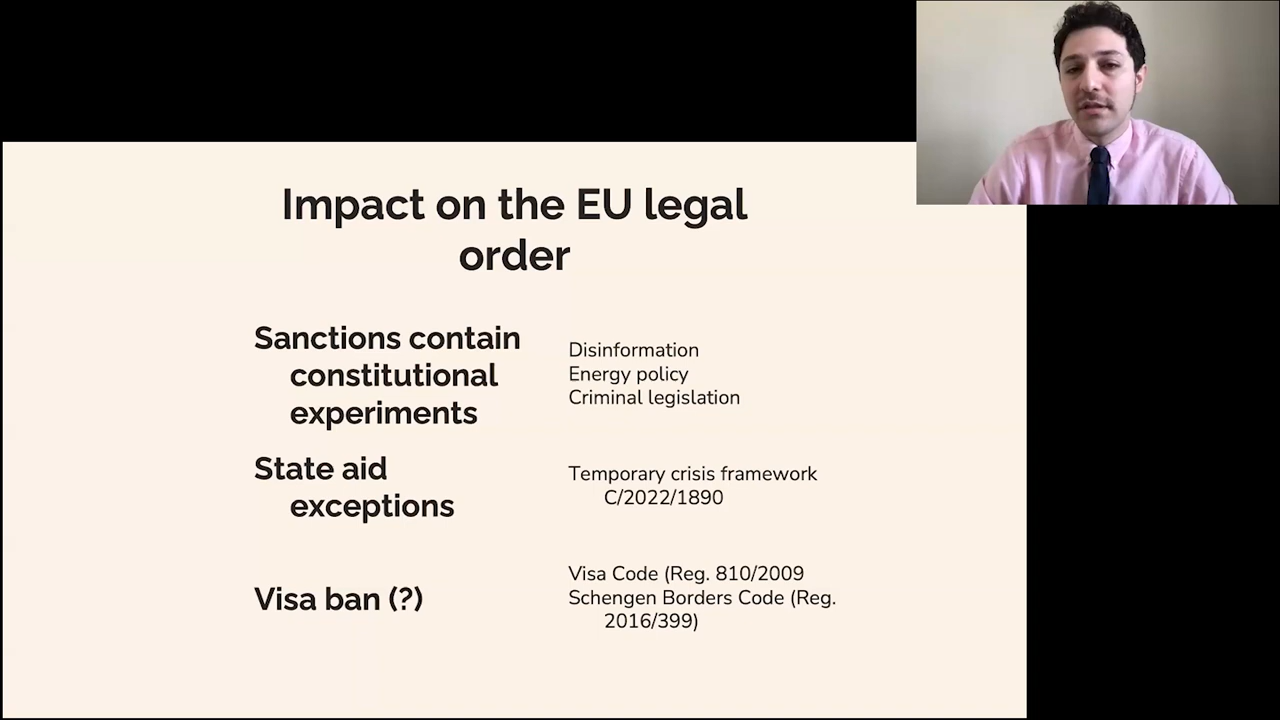 Impact on the EU legal
order
Sanctions contain
constitutional
experiments
Disinformation
Energy policy
Criminal legislation
State aid
exceptions
Temporary crisis framework
C/2022/1890
Visa ban (?)
Visa Code (Reg. 810/2009
Schengen Borders Code (Reg.
2016/399)